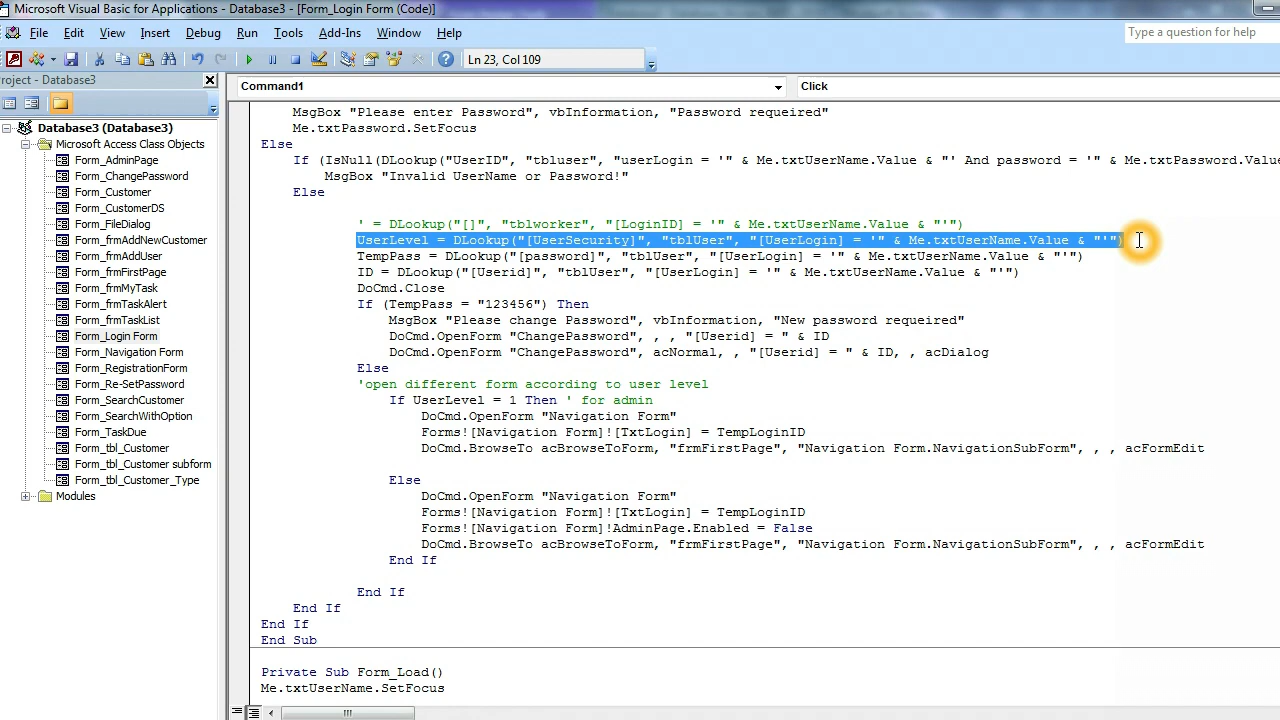 Microsoft Visual Basic for Applications - Database3 - [Form_Login Form (Code)]
File Edit View Insert Debug Run Tools Add-Ins Window Help
Type a question for help
Ln 23, Col 109
roject - Database3
Command1
Click
Database3 (Database3)
Microsoft Access Class Objects
Form_AdminPage
Form_ChangePassword
Form_Customer
Form_CustomerDS
Form_FileDialog
Form_frmAddNewCustomer
Form_frmAddUser
Form_frmFirstPage
Form_frmMyTask
Form_frmTaskAlert
Form_frmTaskList
Form_Login Form
Form_Navigation Form
Form_RegistrationForm
Form_Re-SetPassword
Form_SearchCustomer
Form_SearchWithOption
Form_TaskDue
Form_tbl_Customer
Form_tbl_Customer subform
Form_tbl_Customer_Type
Modules
MsgBox "Please enter Password", vbInformation, "Password requeired"
Me.txtPassword.SetFocus
Else
If (IsNull(DLookup("UserID", "tbluser", "userLogin = '" & Me.txtUserName.Value & "' And password = '" & Me.txtPassword.Value
MsgBox "Invalid UserName or Password!"
Else
' = DLookup("[]", "tblworker", "[LoginID] = '" & Me.txtUserName.Value & "'")
UserLevel = DLookup("[UserSecurity]", "tblUser", "[UserLogin] = '" & Me.txtUserName.Value & "'")
TempPass = DLookup("[password]", "tblUser", "[UserLogin] = '" & Me.txtUserName.Value & "'")
ID = DLookup("[Userid]", "tblUser", "[UserLogin] = '" & Me.txtUserName.Value & "'")
DoCmd.Close
If (TempPass = "123456") Then
MsgBox "Please change Password", vbInformation, "New password requeired"
DoCmd.OpenForm "ChangePassword", , , "[Userid] = " & ID
DoCmd.OpenForm "ChangePassword", acNormal, , "[Userid] = " & ID, , acDialog
Else
'open different form according to user level
If UserLevel = 1 Then ' for admin
DoCmd.OpenForm "Navigation Form"
Forms![Navigation Form]![TxtLogin] = TempLoginID
DoCmd.BrowseTo acBrowseToForm, "frmFirstPage", "Navigation Form.NavigationSubForm", , , acFormEdit
Else
DoCmd.OpenForm "Navigation Form"
Forms![Navigation Form]![TxtLogin] = TempLoginID
Forms![Navigation Form]!AdminPage.Enabled = False
DoCmd.BrowseTo acBrowseToForm, "frmFirstPage", "Navigation Form.NavigationSubForm", , , acFormEdit
End If
End If
End If
End If
End Sub
Private Sub Form_Load()
Me.txtUserName.SetFocus